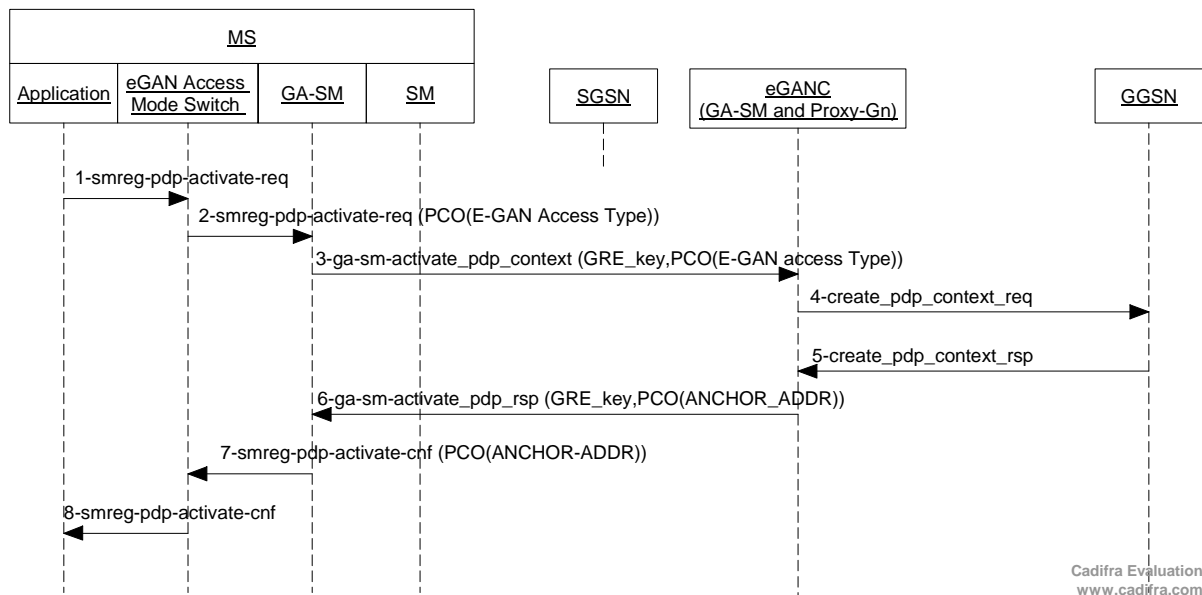 MS
Application
eGAN Access
Mode Switch
GA-SM
SM
SGSN
eGANC
(GA-SM and Proxy-Gn)
GGSN
1-smreg-pdp-activate-req
2-smreg-pdp-activate-req (PCO(E-GAN Access Type))
3-ga-sm-activate_pdp_context (GRE_key,PCO(E-GAN access Type))
4-create_pdp_context_req
5-create_pdp_context_rsp
6-ga-sm-activate_pdp_rsp (GRE_key,PCO(ANCHOR_ADDR))
7-smreg-pdp-activate-cnf (PCO(ANCHOR-ADDR))
8-smreg-pdp-activate-cnf
Cadifra Evaluation
www.cadifra.com